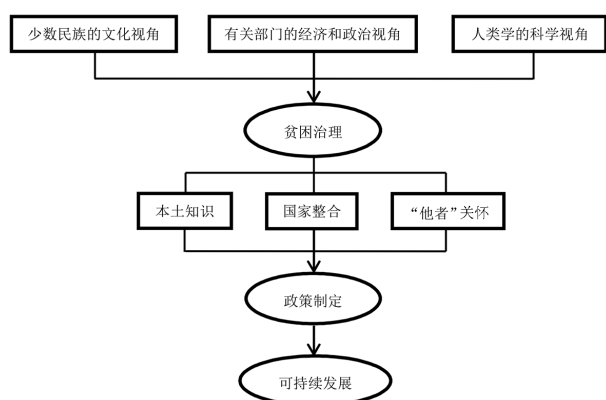 少数民族的文化视角
有关部门的经济和政治视角
人类学的科学视角
贫困治理
本土知识
国家整合
“他者”关怀
政策制定
可持续发展